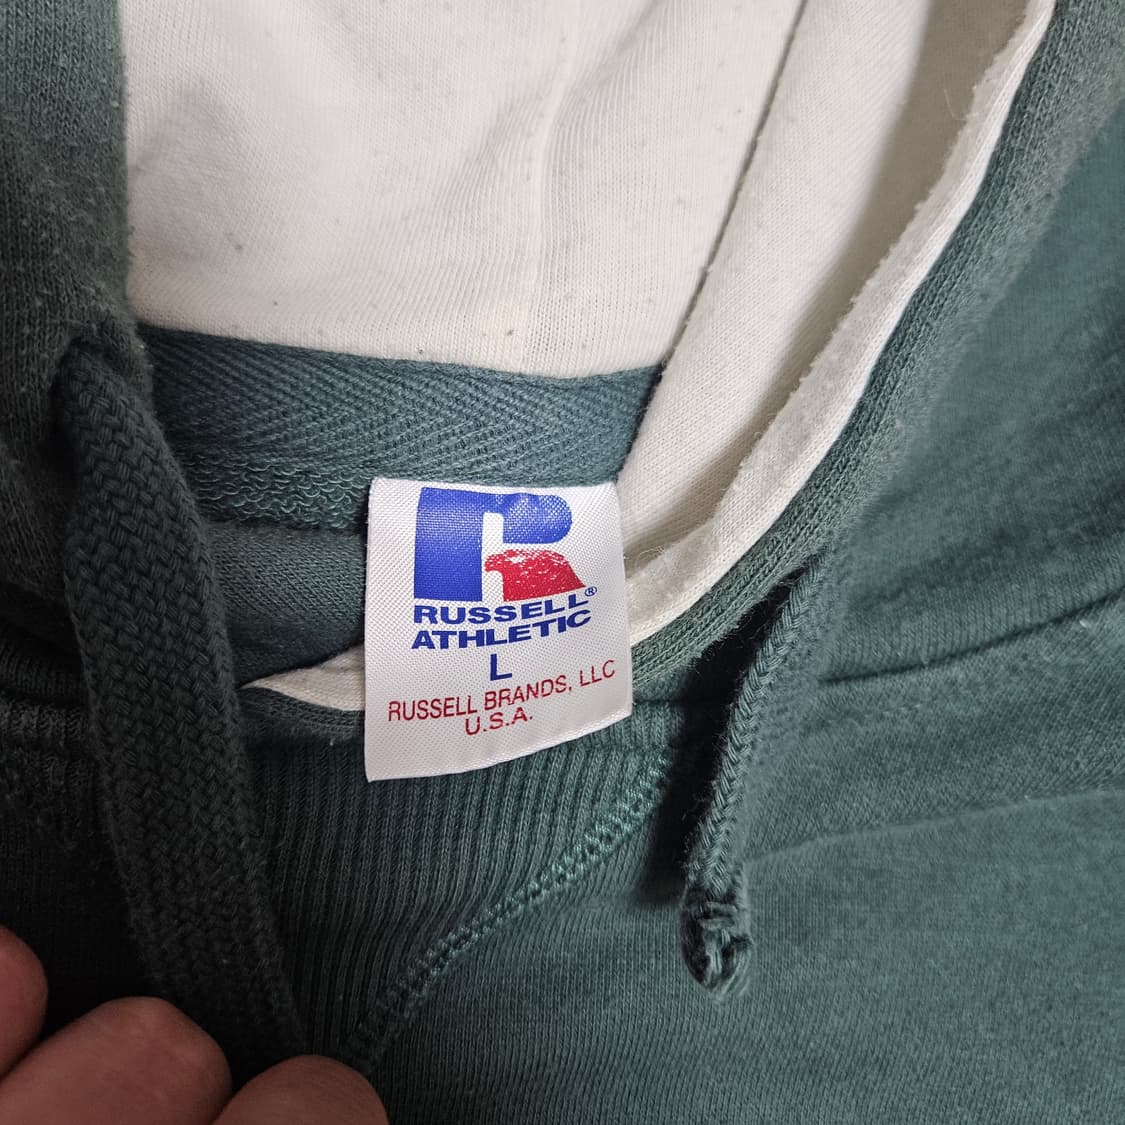 R
RUSSELL®
ATHLETIC
L
RUSSELL BRANDS, LLC
U.S.A.